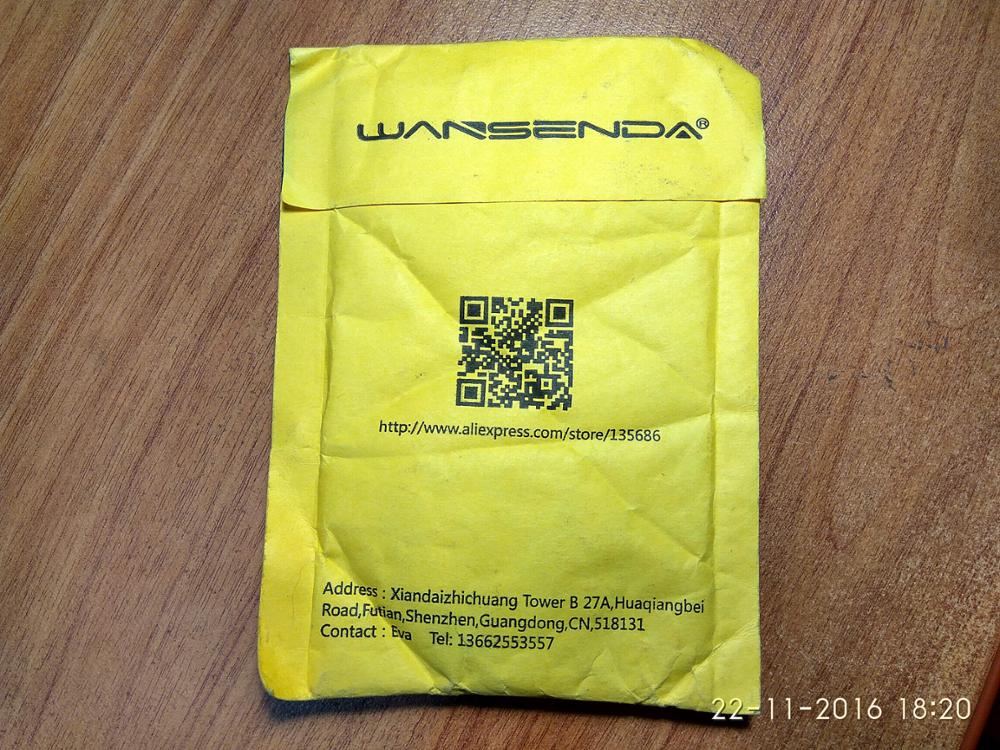 WANSENDA®
http://www.aliexpress.com/store/135686
Address : Xiandaizhichuang Tower B 27A,Huaqiangbei
Road,Futian,Shenzhen,Guangdong,CN,518131
Contact : Eva Tel: 13662553557
22-11-2016 18:20